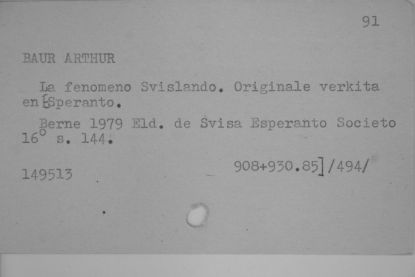 91
BAUR ARTHUR
La fenomeno Svislando. Originale verkita
en Esperanto.
Berne 1979 Eld. de Svisa Esperanto Societo
16° s. 144.
908+930.85]/494/
149513